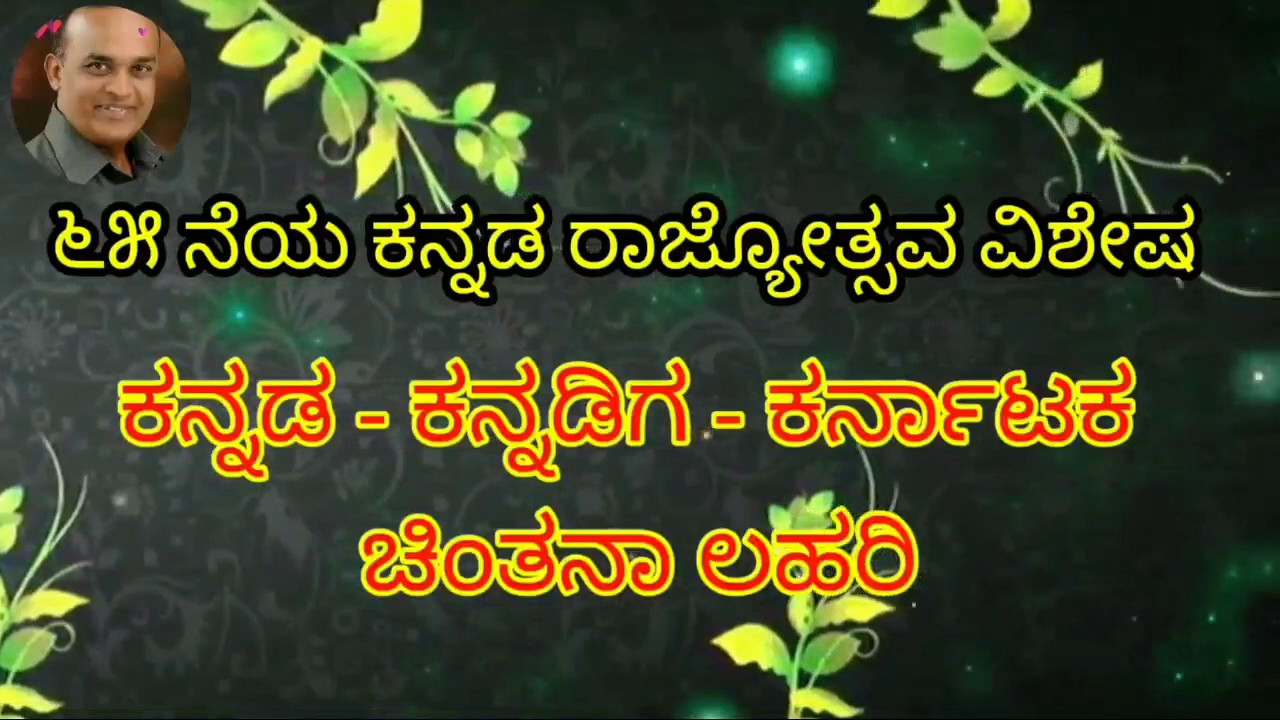 ೬೫ ನೆಯ ಕನ್ನಡ ರಾಜ್ಯೋತ್ಸವ ವಿಶೇಷ
ಕನ್ನಡ - ಕನ್ನಡಿಗ - ಕರ್ನಾಟಕ
ಚಿಂತನಾ ಲಹರಿ